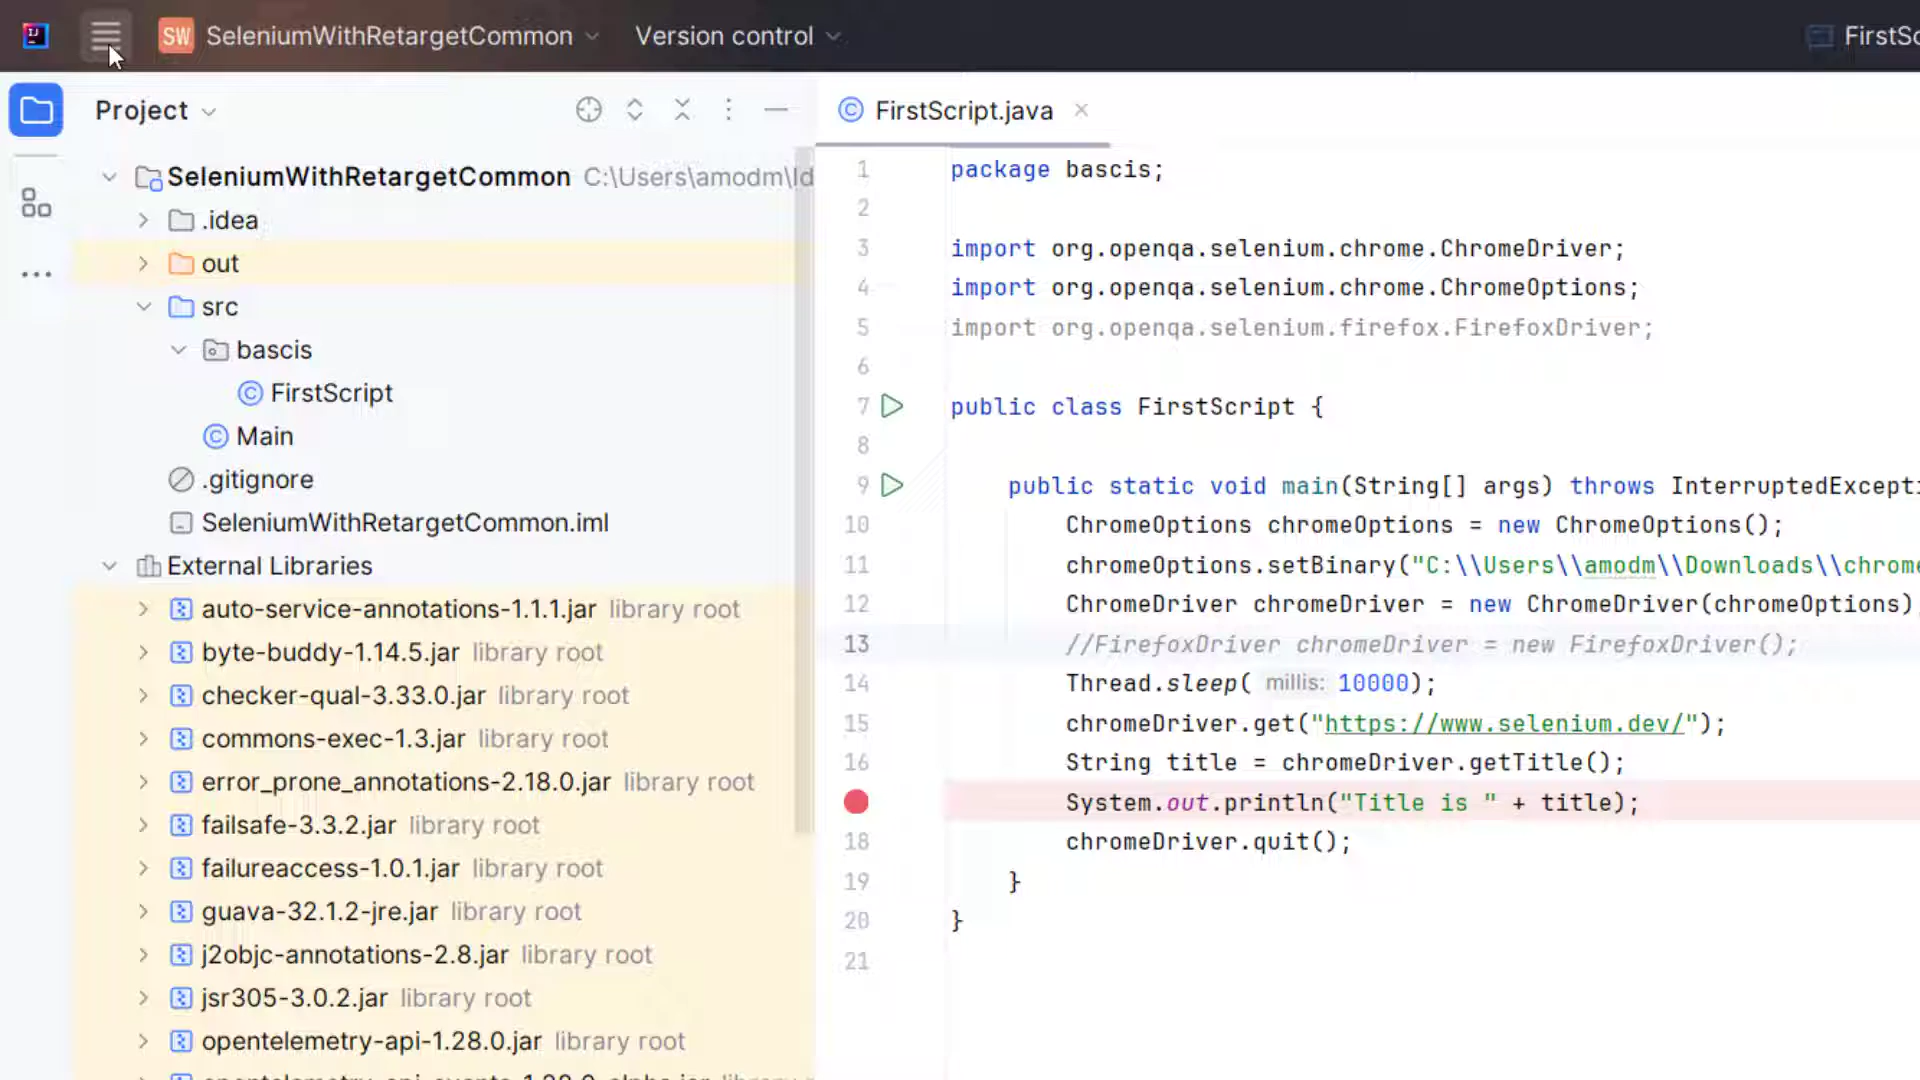 SW SeleniumWithRetargetCommon Version control
Project
FirstScript.java
SeleniumWithRetargetCommon C:\Users\amodm\Id
.idea
out
src
bascis
FirstScript
Main
.gitignore
SeleniumWithRetargetCommon.iml
External Libraries
auto-service-annotations-1.1.1.jar library root
byte-buddy-1.14.5.jar library root
checker-qual-3.33.0.jar library root
commons-exec-1.3.jar library root
error_prone_annotations-2.18.0.jar library root
failsafe-3.3.2.jar library root
failureaccess-1.0.1.jar library root
guava-32.1.2-jre.jar library root
j2objc-annotations-2.8.jar library root
jsr305-3.0.2.jar library root
opentelemetry-api-1.28.0.jar library root
1 package bascis;
2
3 import org.openqa.selenium.chrome.ChromeDriver;
4 import org.openqa.selenium.chrome.ChromeOptions;
5 import org.openqa.selenium.firefox.FirefoxDriver;
6
7 public class FirstScript {
8
9 public static void main(String[] args) throws InterruptedExcepti
10 ChromeOptions chromeOptions = new ChromeOptions();
11 chromeOptions.setBinary("C:\\Users\\amodm\\Downloads\\chrome
12 ChromeDriver chromeDriver = new ChromeDriver(chromeOptions)
13 //FirefoxDriver chromeDriver = new FirefoxDriver();
14 Thread.sleep( millis: 10000);
15 chromeDriver.get("https://www.selenium.dev/");
16 String title = chromeDriver.getTitle();
System.out.println("Title is " + title);
18 chromeDriver.quit();
19 }
20 }
21